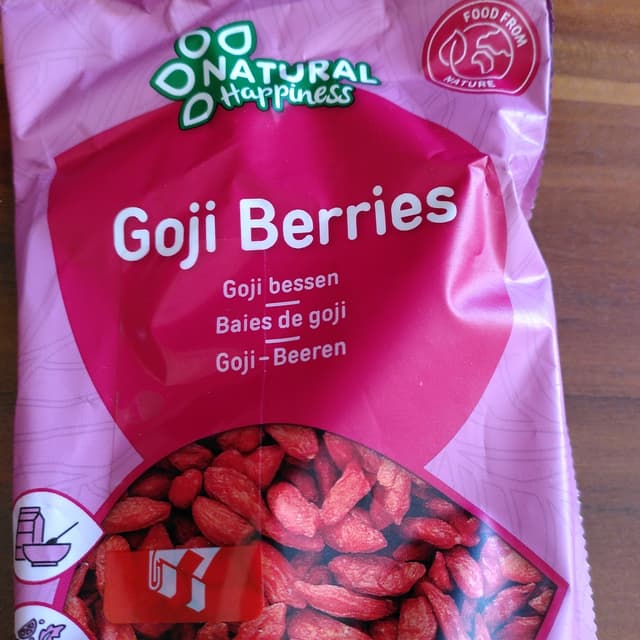 NATURAL
Happiness
FOOD FROM
NATURE
Goji Berries
Goji bessen
Baies de goji
Goji-Beeren